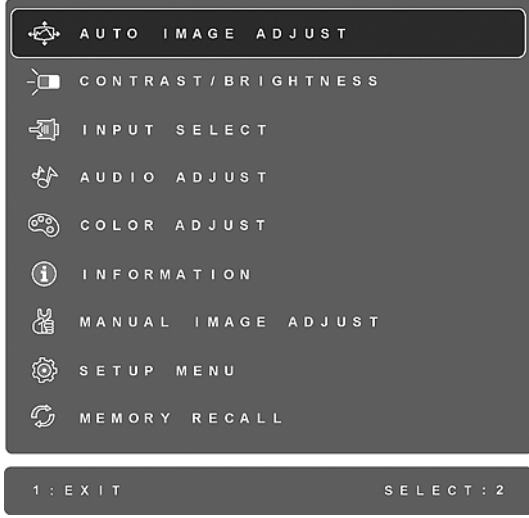 AUTO IMAGE ADJUST
CONTRAST/BRIGHTNESS
INPUT SELECT
AUDIO ADJUST
COLOR ADJUST
INFORMATION
MANUAL IMAGE ADJUST
SETUP MENU
MEMORY RECALL
1:EXIT SELECT:2